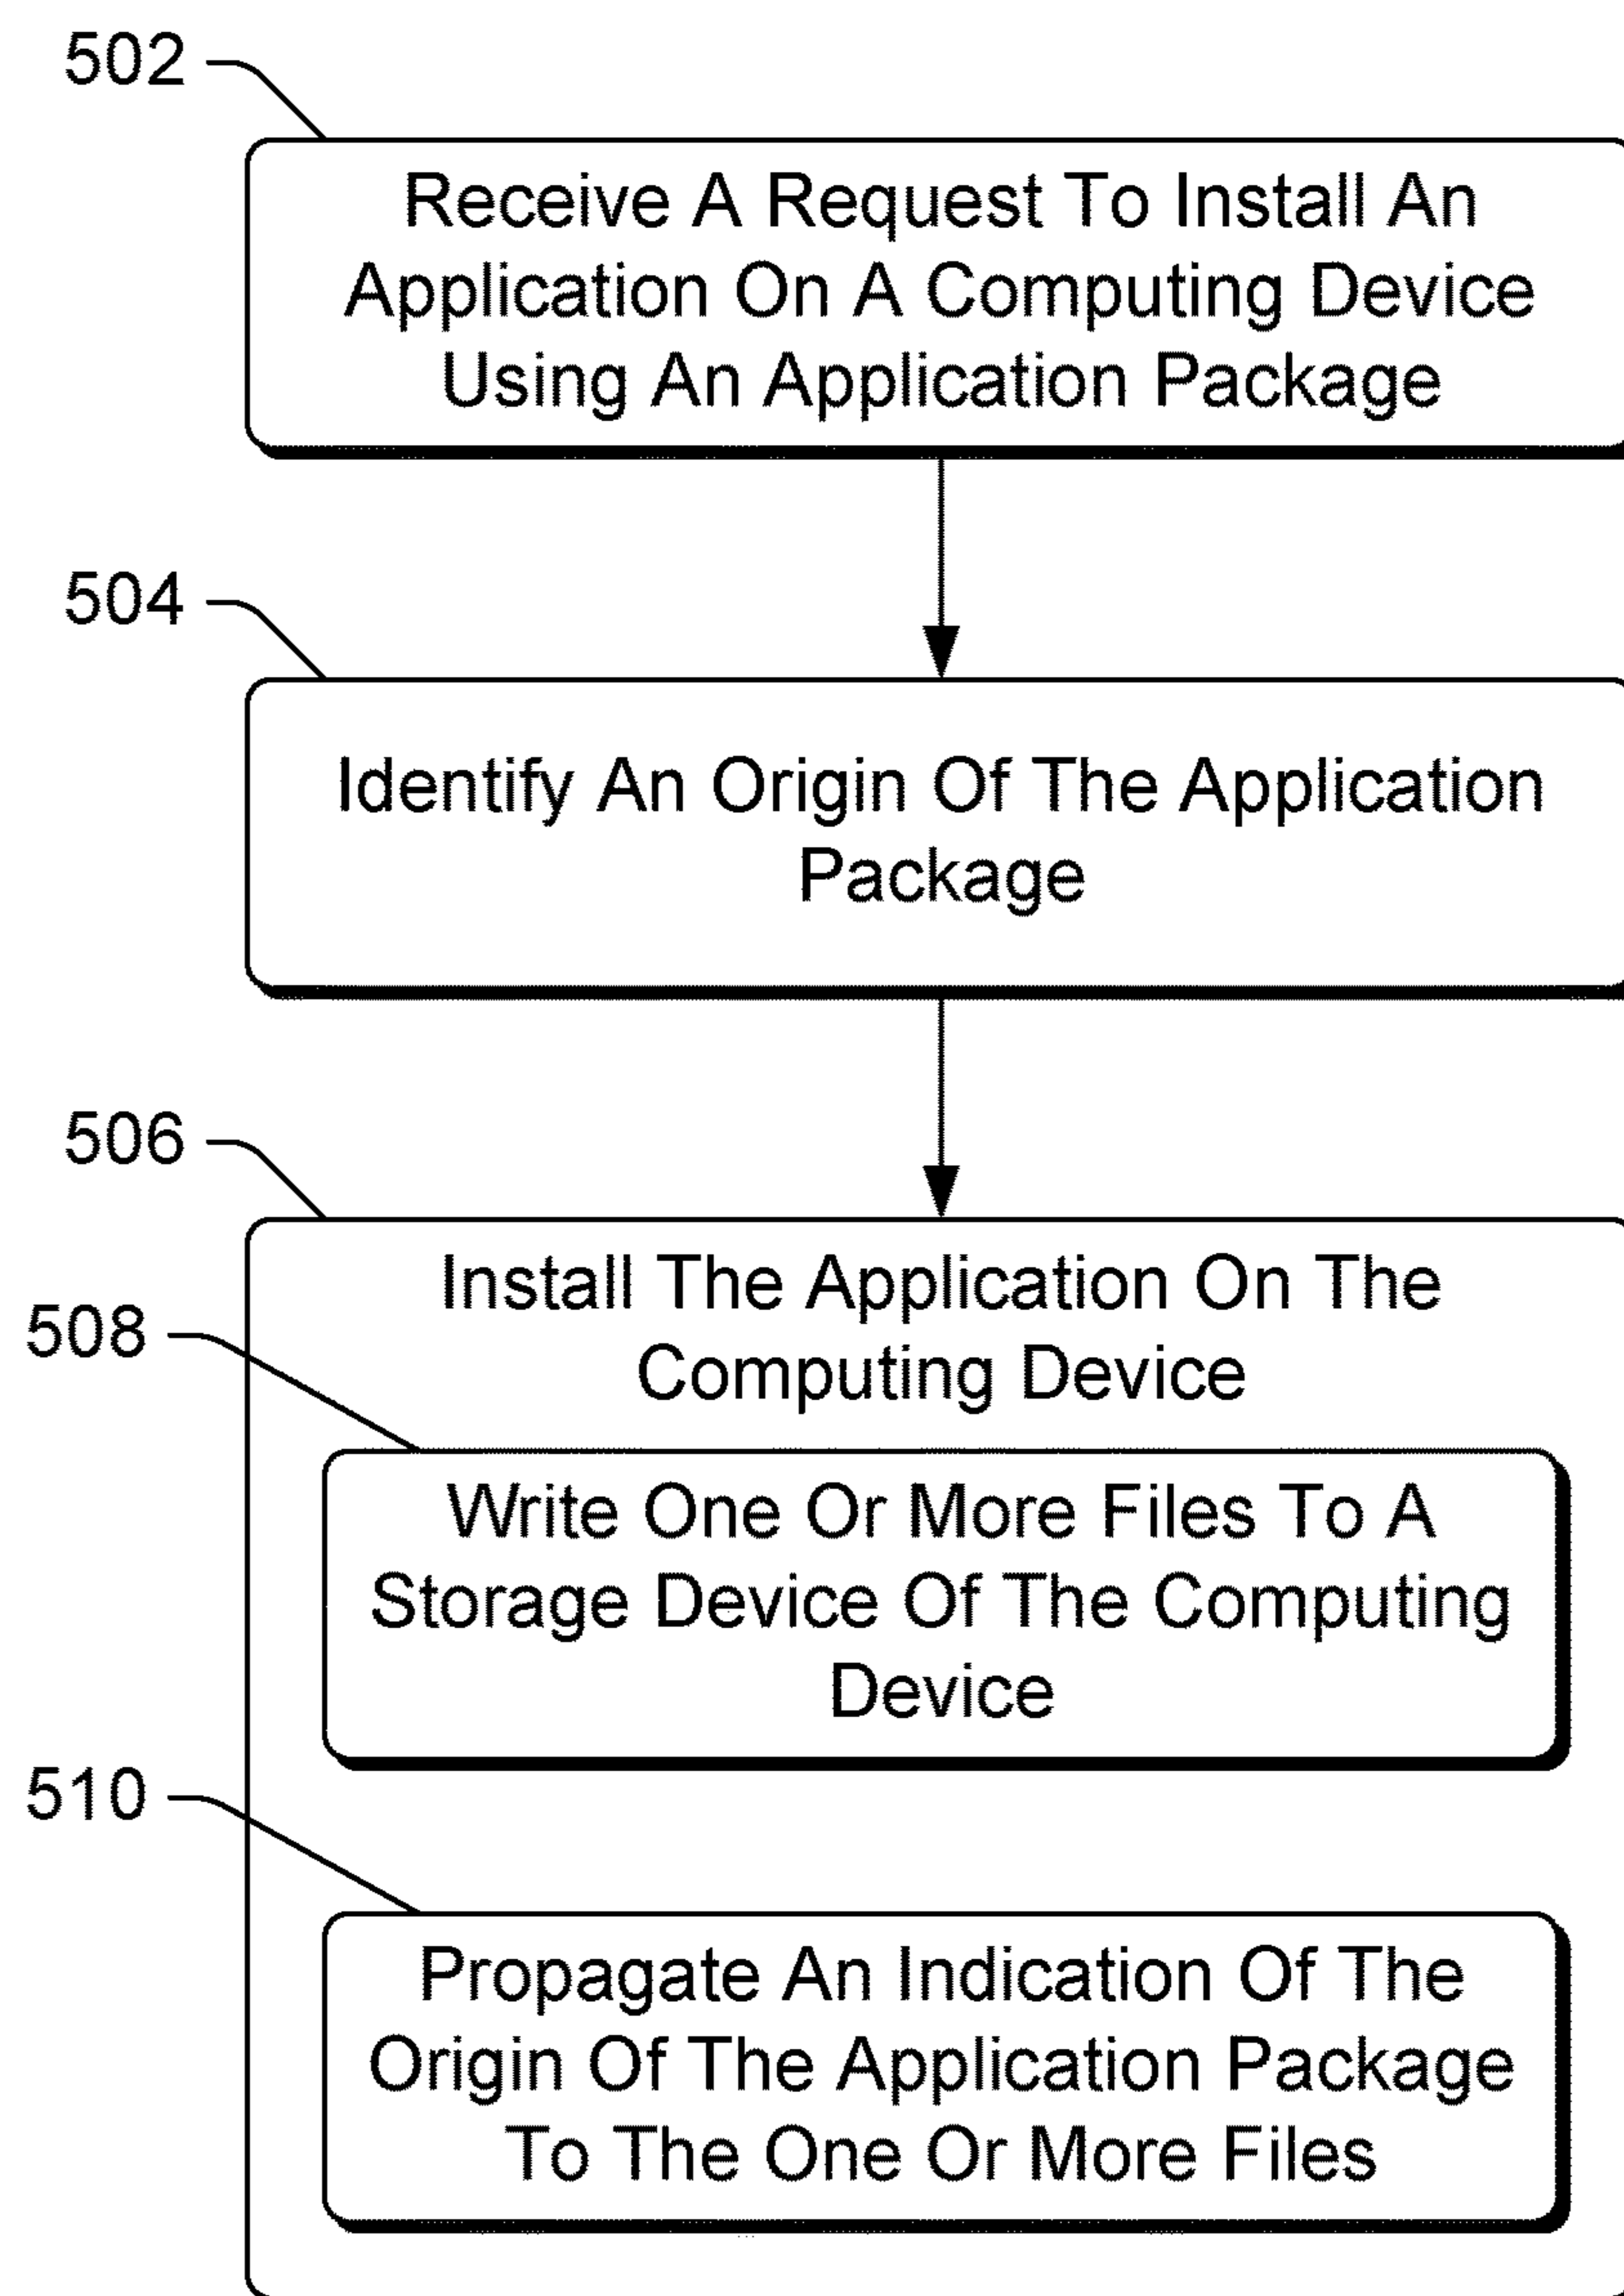 502
Receive A Request To Install An
Application On A Computing Device
Using An Application Package
504
Identify An Origin Of The Application
Package
506
Install The Application On The
Computing Device
508
Write One Or More Files To A
Storage Device Of The Computing
Device
510
Propagate An Indication Of The
Origin Of The Application Package
To The One Or More Files